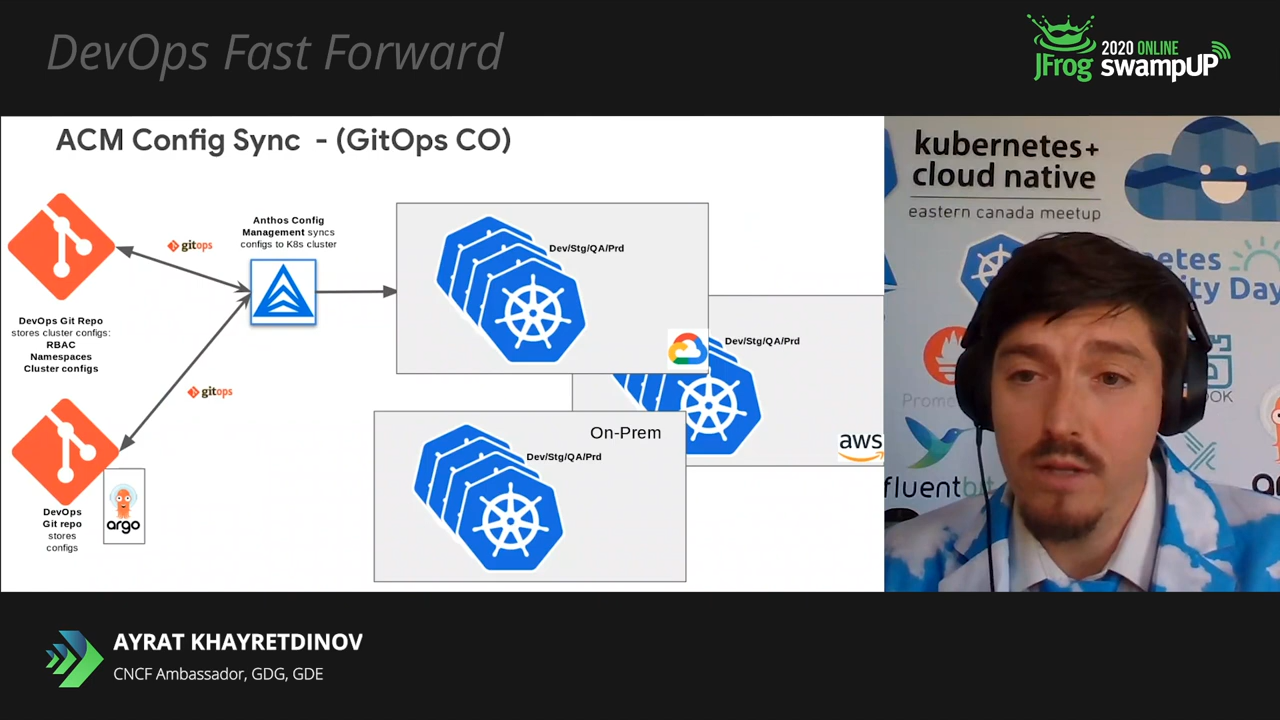 DevOps Fast Forward
JFrog
2020 ONLINE
swampUP
ACM Config Sync - (GitOps CO)
gitops
Anthos Config
Management syncs
configs to K8s cluster
Dev/Stg/QA/Prd
DevOps Git Repo
stores cluster configs:
RBAC
Namespaces
Cluster configs
Dev/Stg/QA/Prd
gitops
On-Prem
Dev/Stg/QA/Prd
aws
argo
DevOps
Git repo
stores
configs
kubernetes+
cloud native
eastern canada meetup
fluentbit
AYRAT KHAYRETDINOV
CNCF Ambassador, GDG, GDE